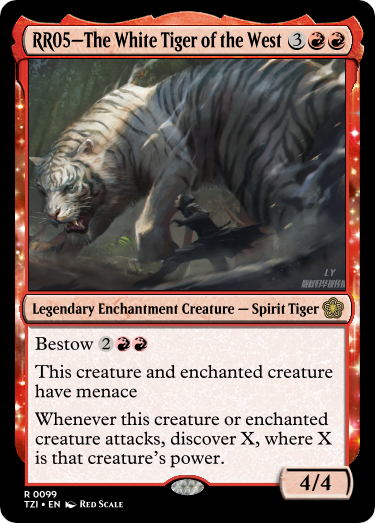 RR05–The White Tiger of the West 3
LY
Legendary Enchantment Creature — Spirit Tiger
Bestow 2
This creature and enchanted creature
have menace
Whenever this creature or enchanted
creature attacks, discover X, where X
is that creature's power.
4/4
R 0099
TZI • EN Red Scale